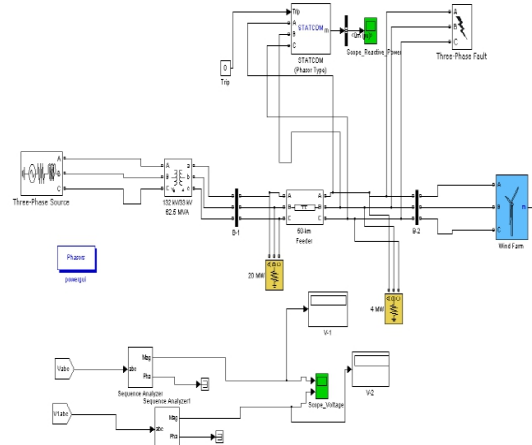 Trip
A
B
C
STATCOM
m
STATCOM
(Phasor Type)
Scope_Reactive_Power
0
Trip
A
B
C
Three-Phase Fault
A
B
C
Three-Phase Source
A
B
C
a
b
c
132 kV/33 kV
62.5 MVA
B-1
A
B
C
A
B
C
50-km
Feeder
B-2
A
B
C
m
Wind Farm
Phasors
powergui
20 MW
4 MW
V-1
Vabc
abc
Mag
Pha
Sequence Analyzer
Scope_Voltage
V-2
Sequence Analyzer1
V1abc
abc
Mag
Pha